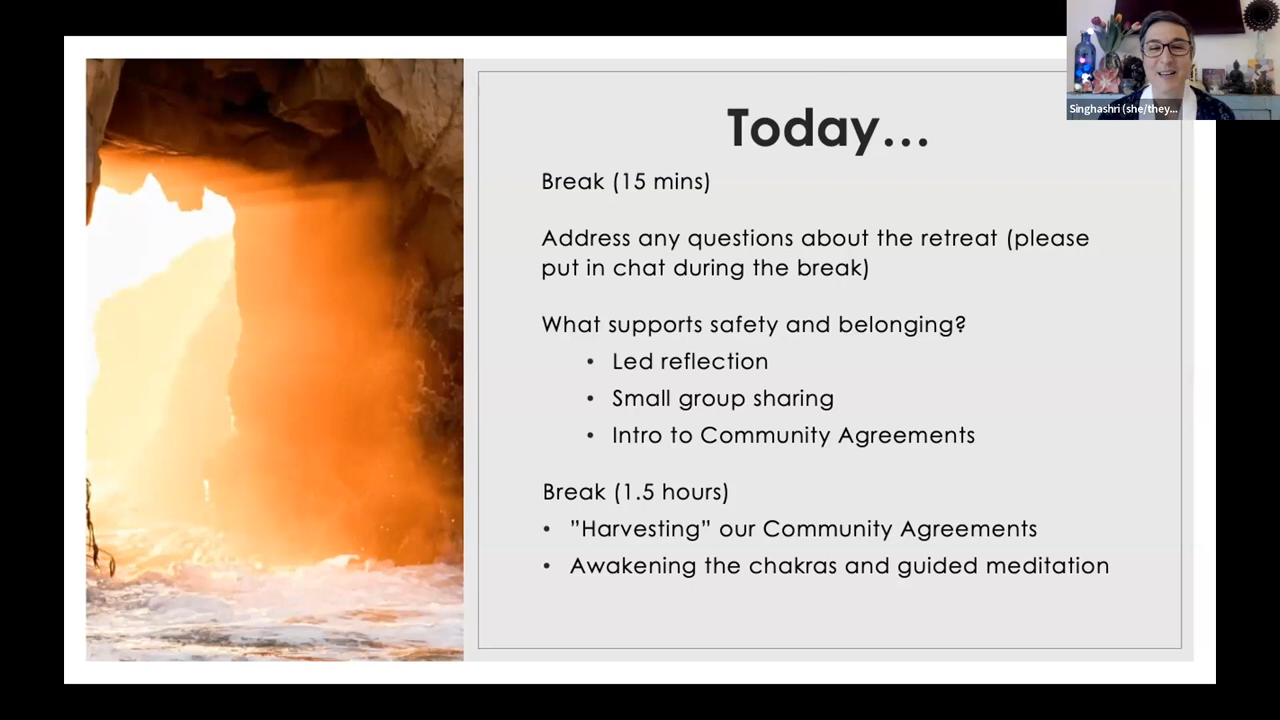 Singhashri (she/they...
Today...
Break (15 mins)
Address any questions about the retreat (please
put in chat during the break)
What supports safety and belonging?
• Led reflection
• Small group sharing
• Intro to Community Agreements
Break (1.5 hours)
• ”Harvesting” our Community Agreements
• Awakening the chakras and guided meditation